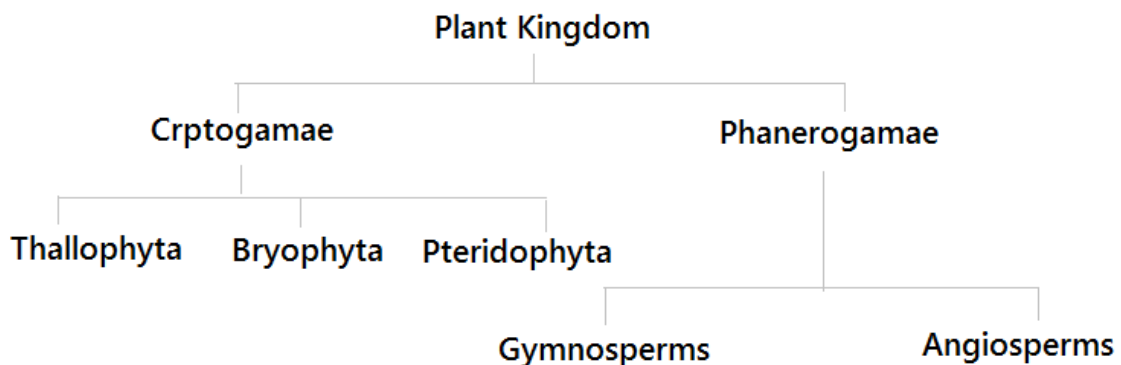 Plant Kingdom
Crptogamae
Phanerogamae
Thallophyta
Bryophyta
Pteridophyta
Gymnosperms
Angiosperms